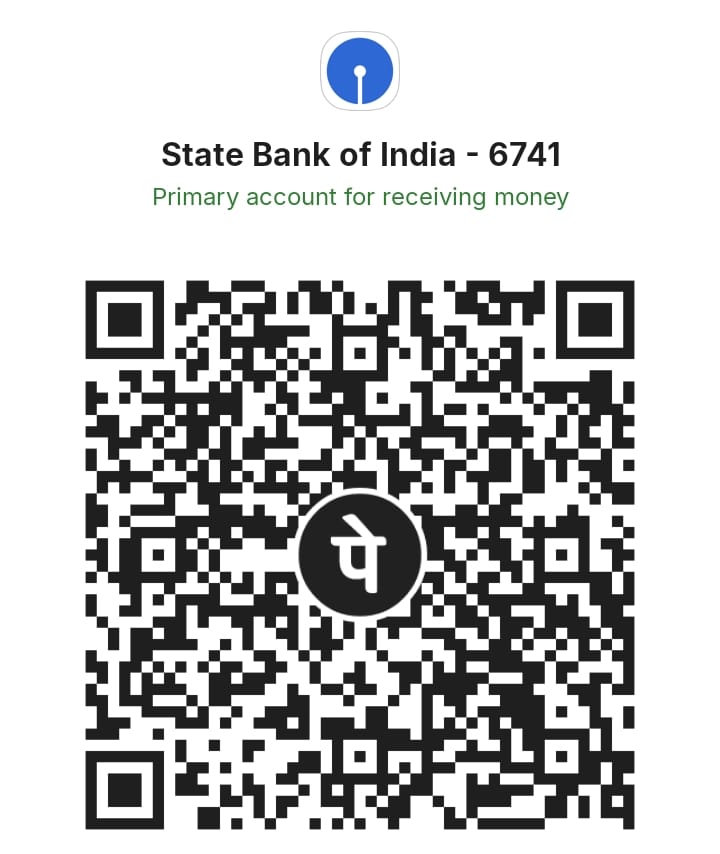 State Bank of India - 6741
Primary account for receiving money
पे